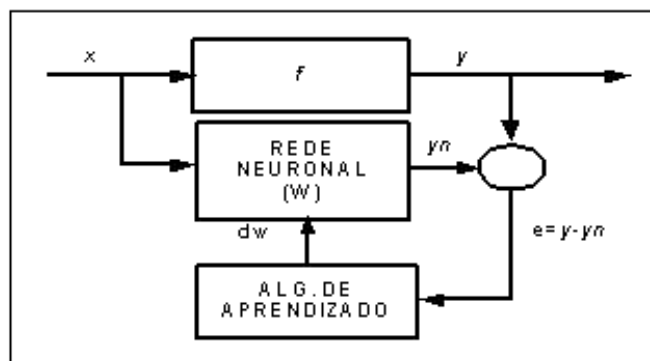 x
f
y
REDE
NEURONAL
(W)
yn
dw
e=y-yn
ALG.DE
APRENDIZADO